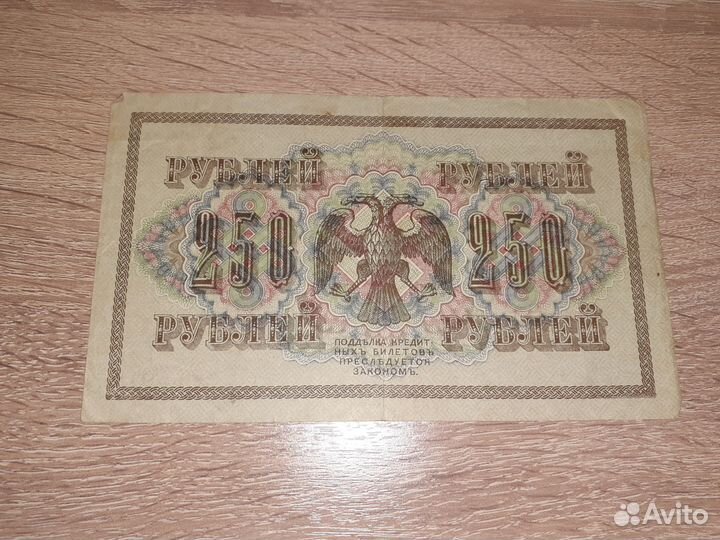 РУБЛЕЙ РУБЛЕЙ
250 250
РУБЛЕЙ РУБЛЕЙ
ПОДДѢЛКА КРЕДИТ
НЫХЪ БИЛЕТОВЪ
ПРЕСЛѢДУЕТСЯ
ЗАКОНОМЪ.
Avito